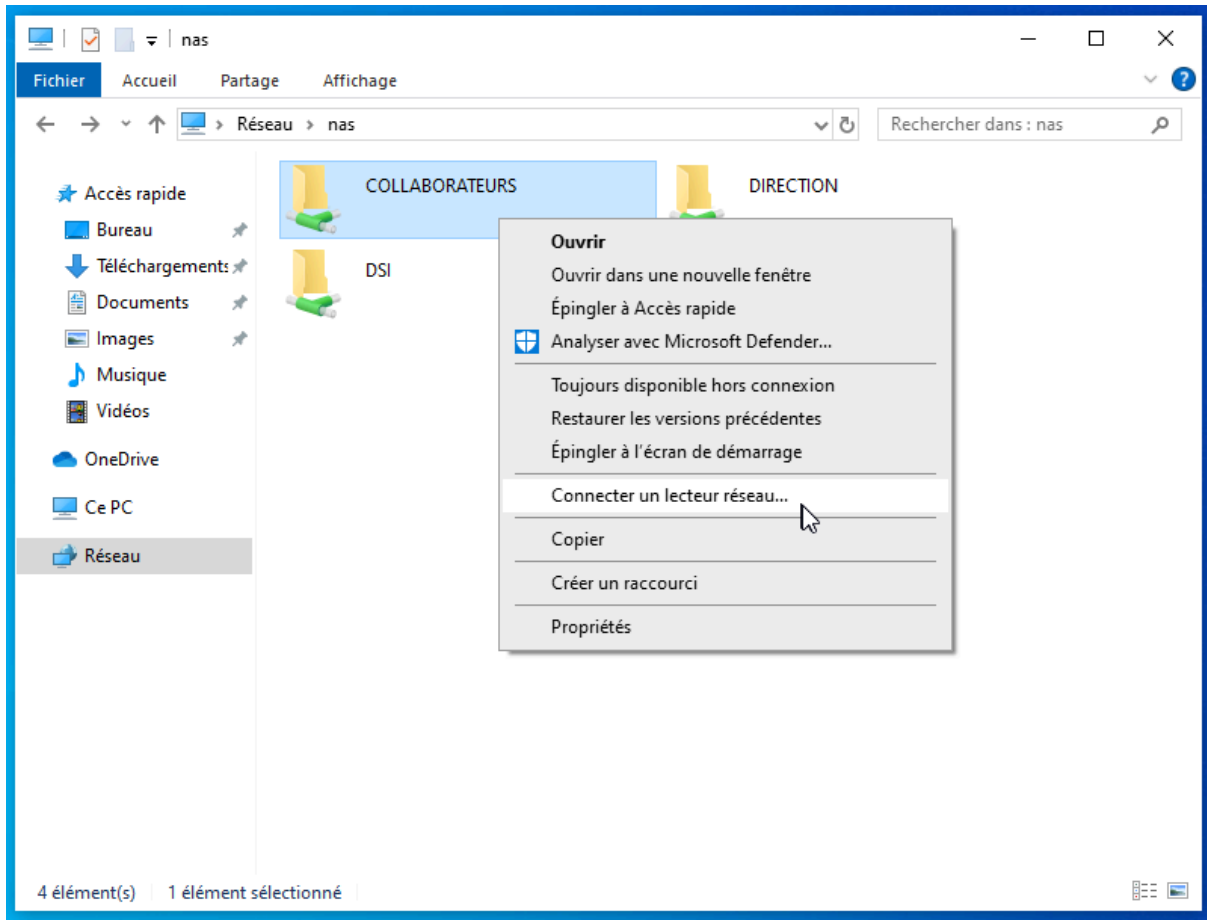 nas
Fichier Accueil Partage Affichage
Réseau > nas
Rechercher dans : nas
Accès rapide
Bureau
Téléchargements
Documents
Images
Musique
Vidéos
OneDrive
Ce PC
Réseau
COLLABORATEURS
DIRECTION
DSI
Ouvrir
Ouvrir dans une nouvelle fenêtre
Épingler à Accès rapide
Analyser avec Microsoft Defender...
Toujours disponible hors connexion
Restaurer les versions précédentes
Épingler à l'écran de démarrage
Connecter un lecteur réseau...
Copier
Créer un raccourci
Propriétés
4 élément(s) 1 élément sélectionné